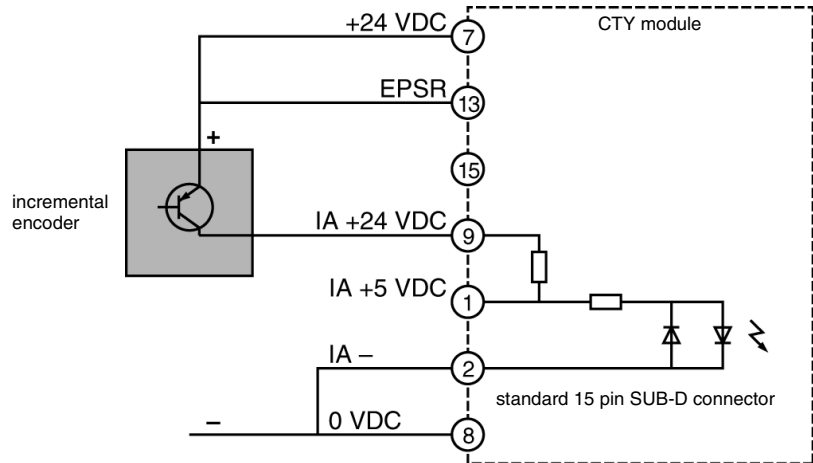 +24 VDC
7
CTY module
EPSR
13
+
15
incremental
encoder
IA +24 VDC
9
IA +5 VDC
1
IA –
2
standard 15 pin SUB-D connector
–
0 VDC
8